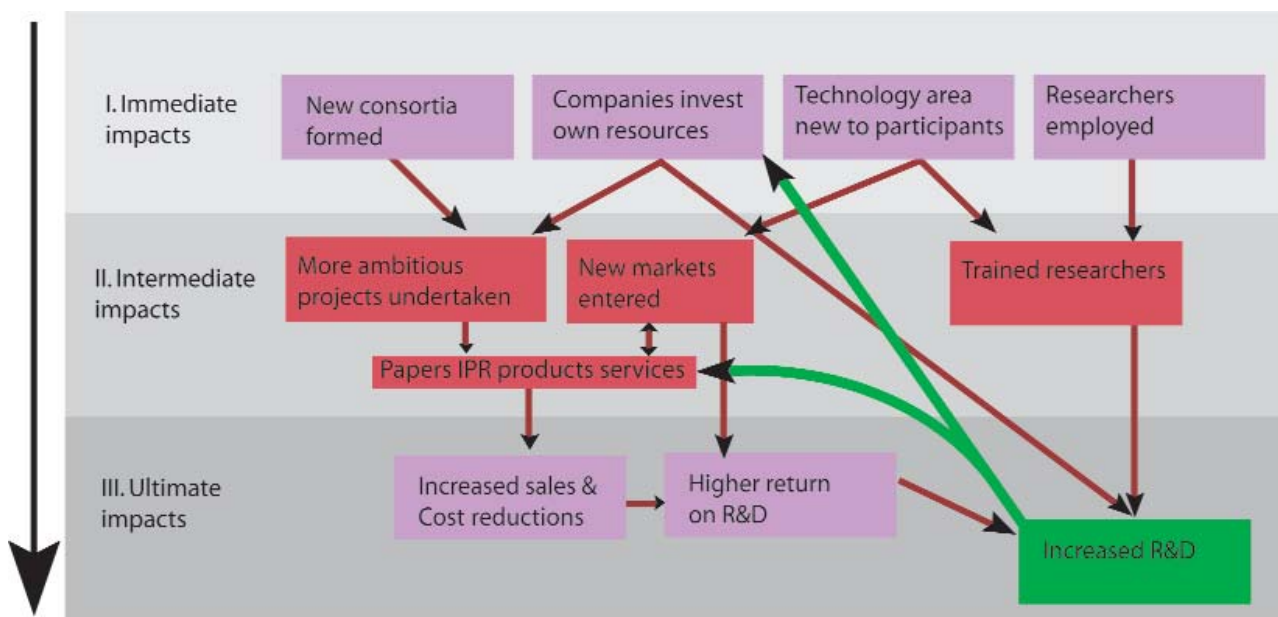 I. Immediate
impacts
New consortia
formed
Companies invest
own resources
Technology area
new to participants
Researchers
employed
II. Intermediate
impacts
More ambitious
projects undertaken
New markets
entered
Trained researchers
Papers IPR products services
III. Ultimate
impacts
Increased sales &
Cost reductions
Higher return
on R&D
Increased R&D